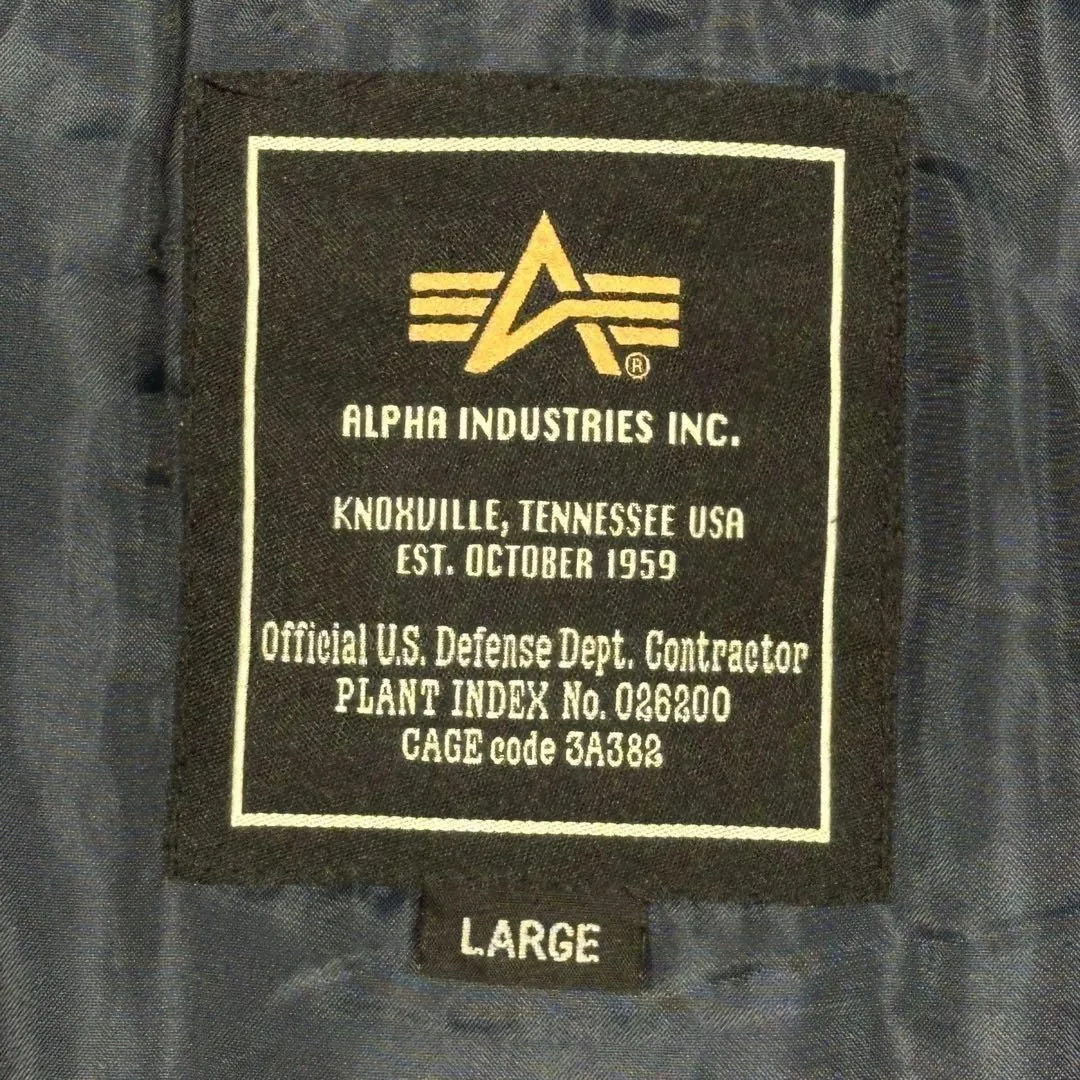 ®
ALPHA INDUSTRIES INC.
KNOXVILLE, TENNESSEE USA
EST. OCTOBER 1959
Official U.S. Defense Dept. Contractor
PLANT INDEX No. 026200
CAGE code 3A382
LARGE